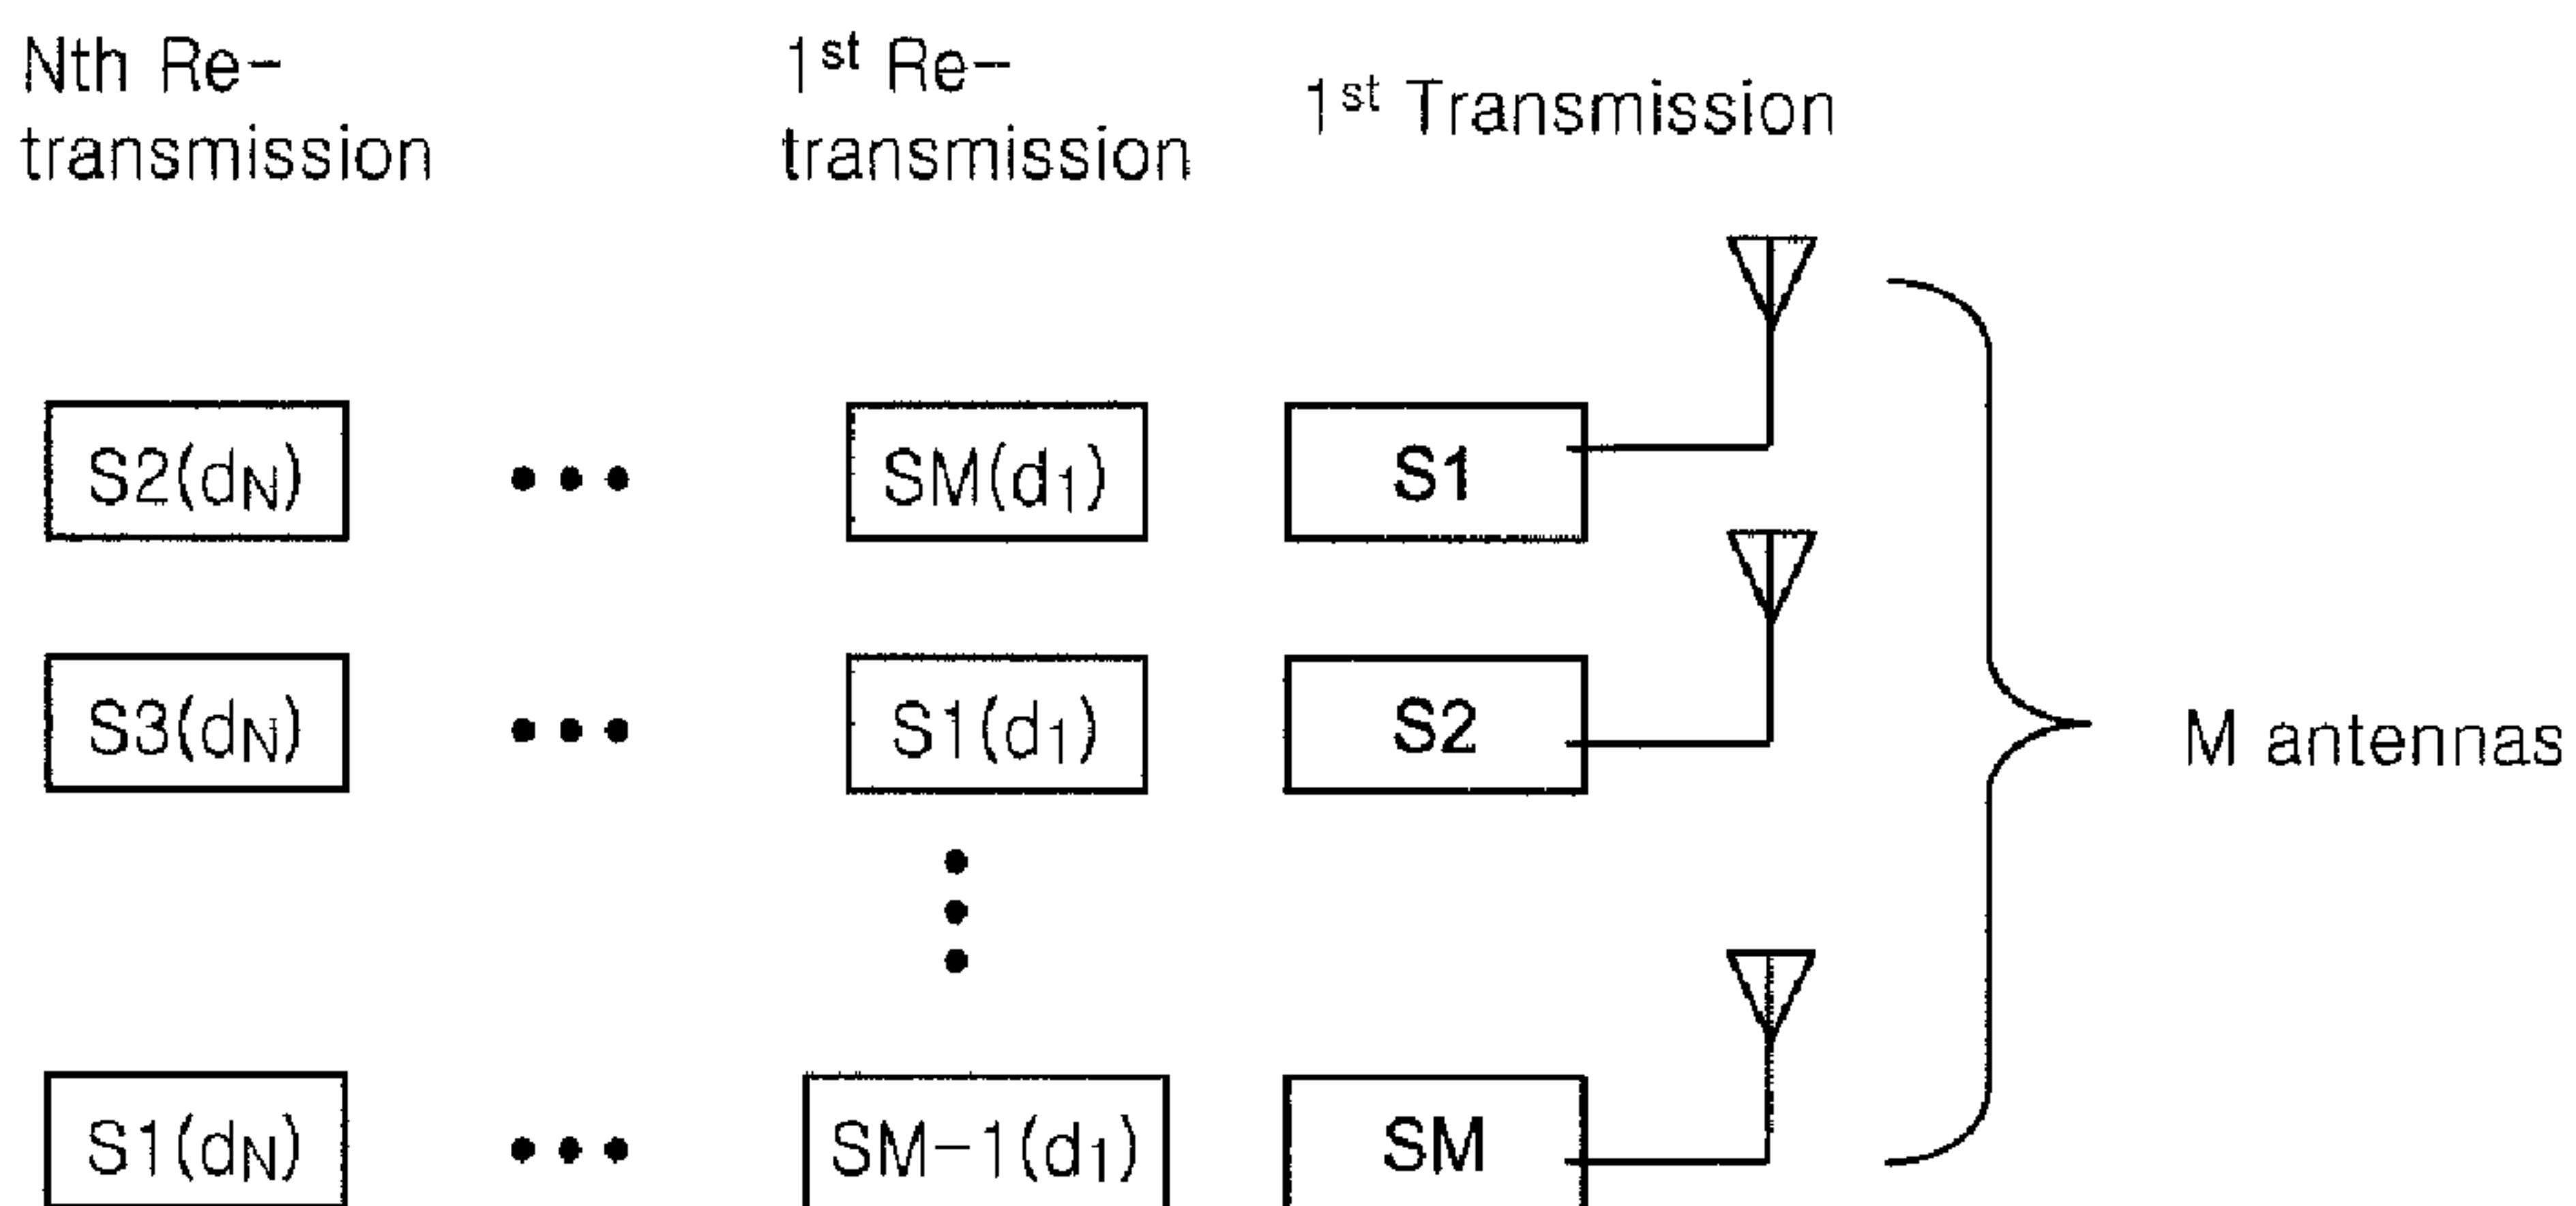 Nth Re-
transmission
1st Re-
transmission
1st Transmission
S2(dN)
SM(d1)
S1
S3(dN)
S1(d1)
S2
M antennas
S1(dN)
SM-1(d1)
SM